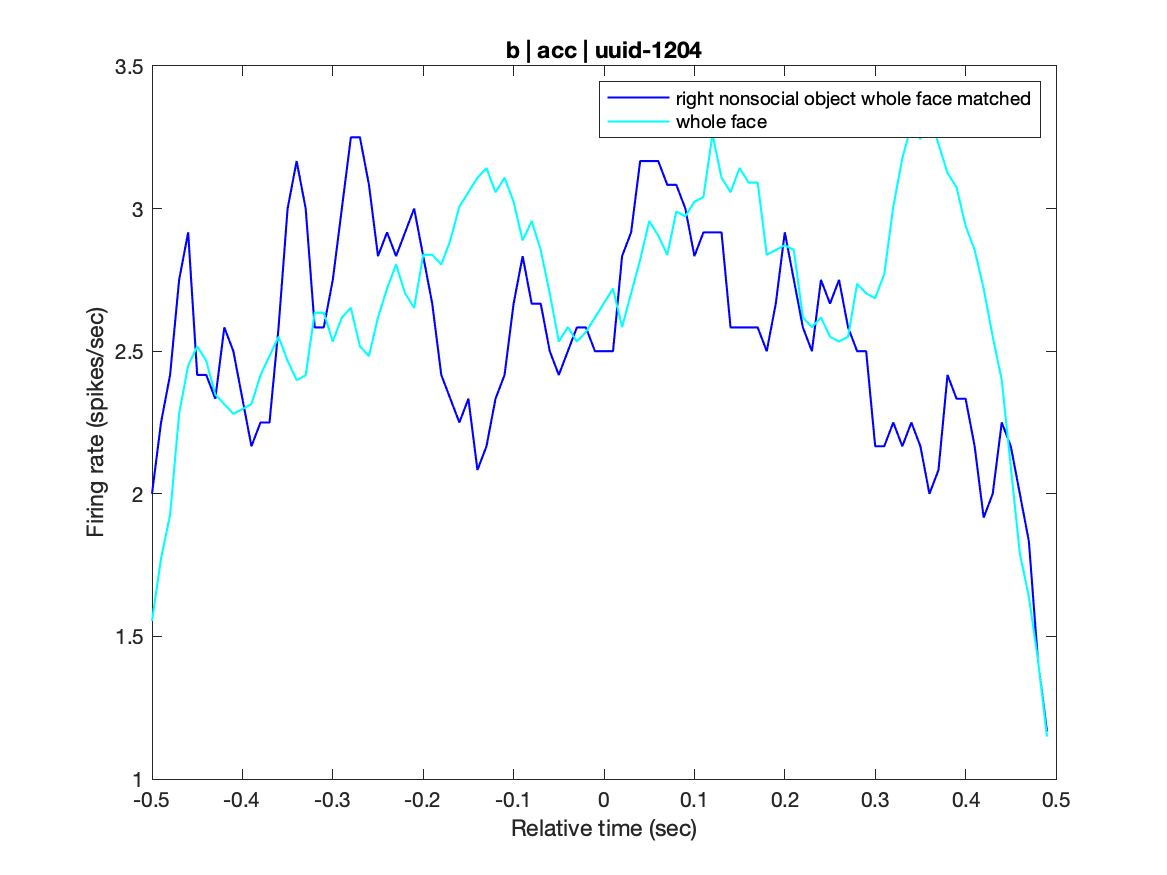 b | acc | uuid-1204
right nonsocial object whole face matched
whole face
3.5
3
2.5
2
1.5
1
Firing rate (spikes/sec)
-0.5 -0.4 -0.3 -0.2 -0.1 0 0.1 0.2 0.3 0.4 0.5
Relative time (sec)